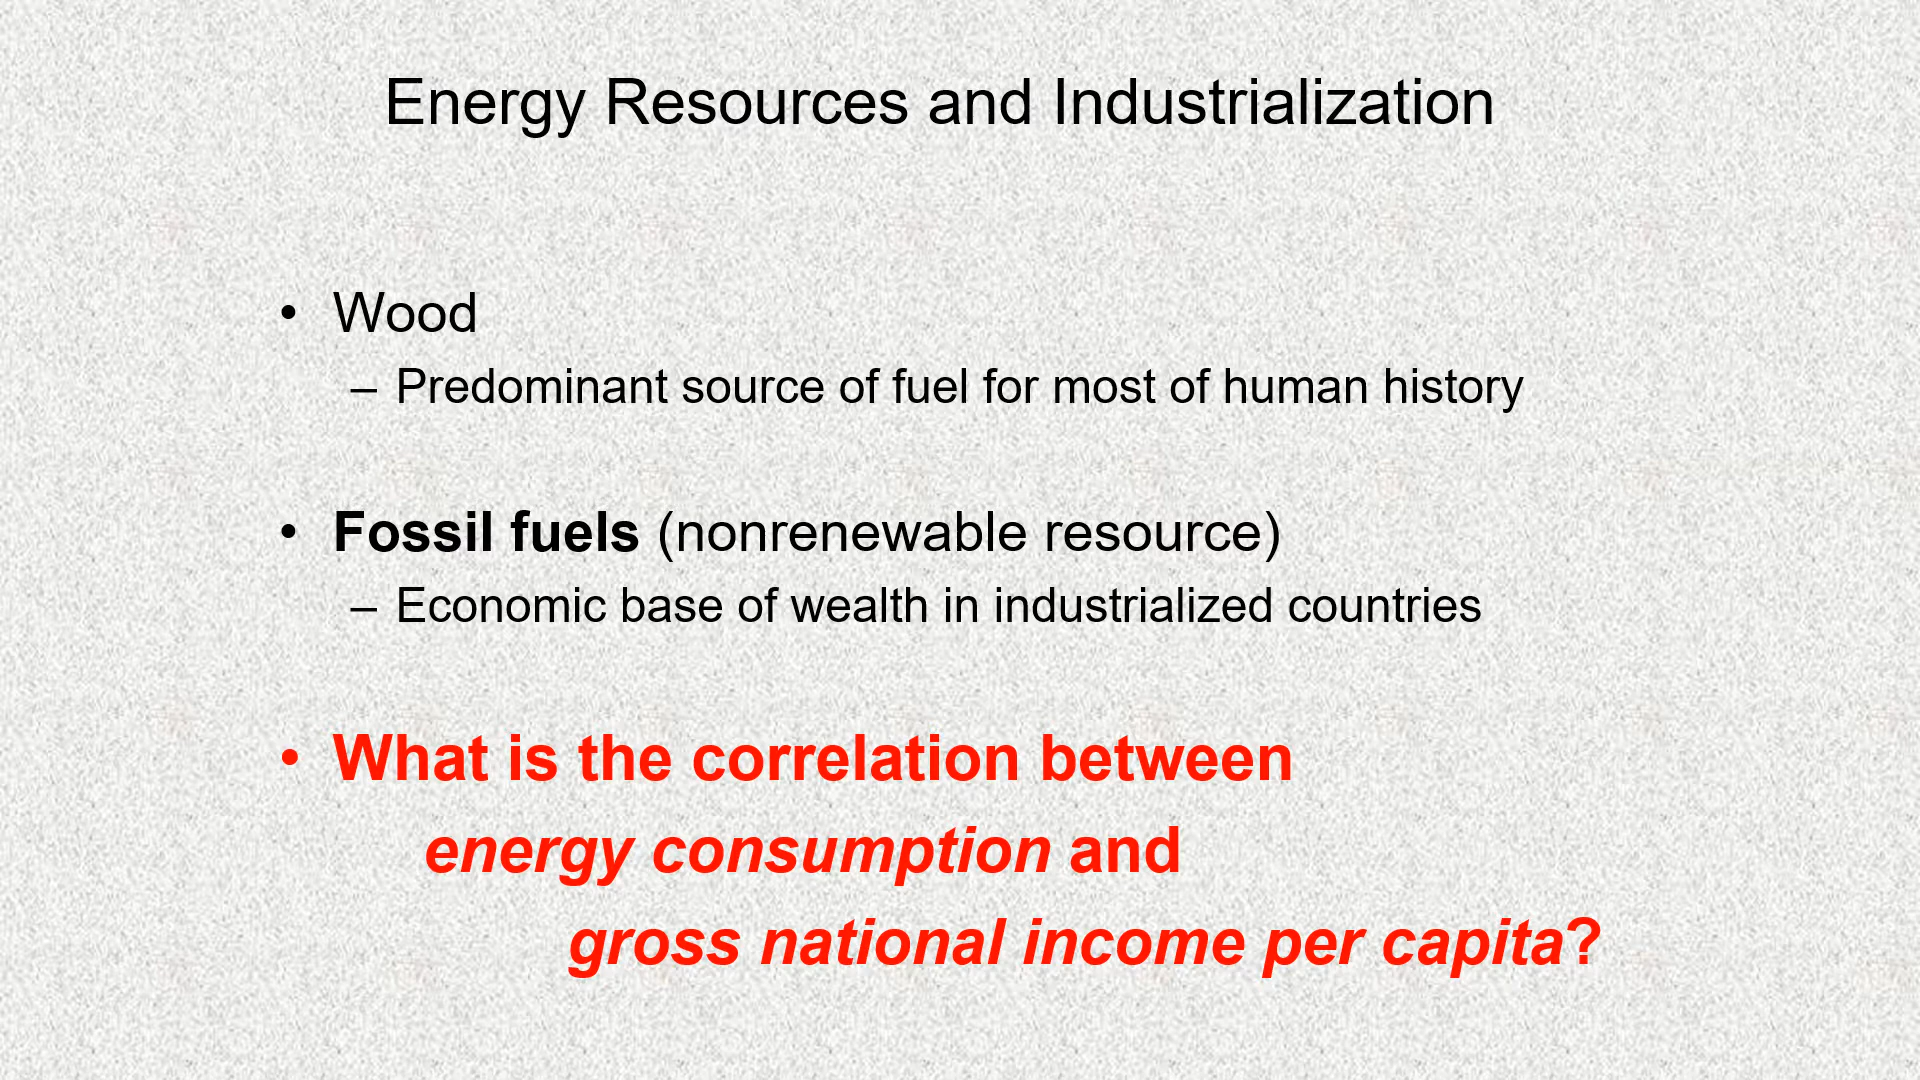 Energy Resources and Industrialization
• Wood
– Predominant source of fuel for most of human history
• Fossil fuels (nonrenewable resource)
– Economic base of wealth in industrialized countries
• What is the correlation between
energy consumption and
gross national income per capita?